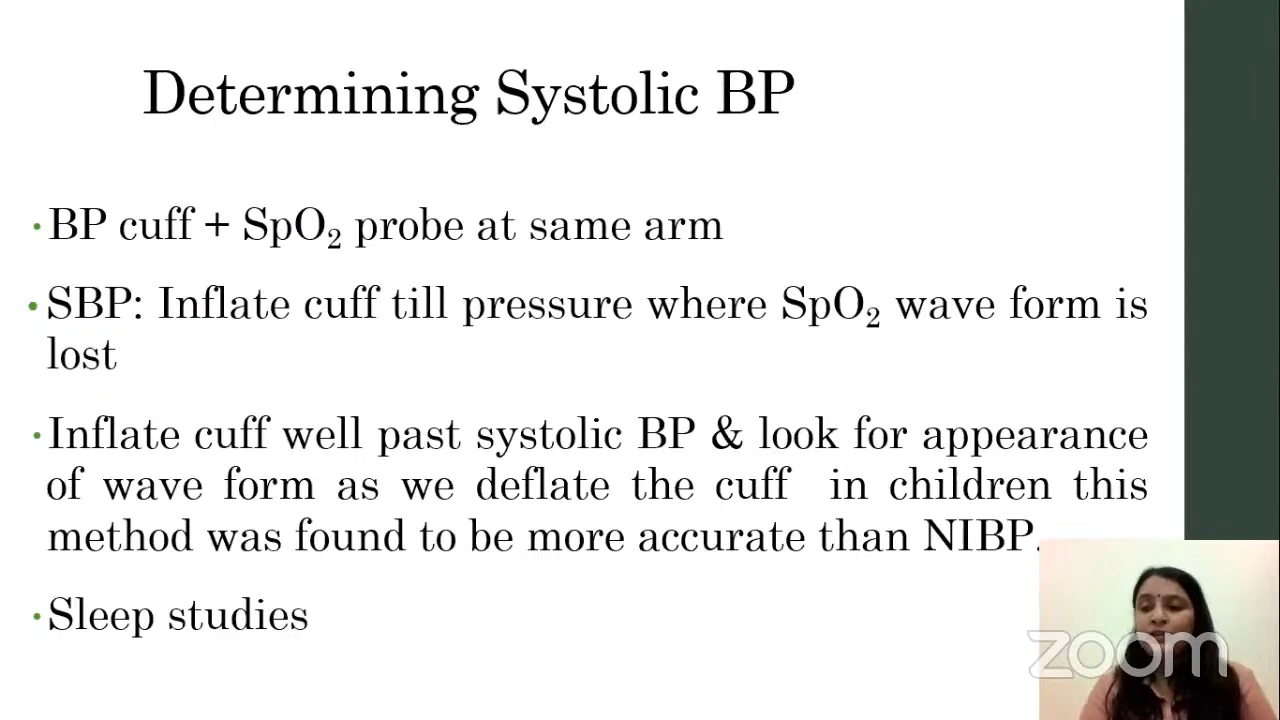 Determining Systolic BP
•BP cuff + SpO₂ probe at same arm
•SBP: Inflate cuff till pressure where SpO₂ wave form is
lost
•Inflate cuff well past systolic BP & look for appearance
of wave form as we deflate the cuff in children this
method was found to be more accurate than NIBP.
•Sleep studies
zoom